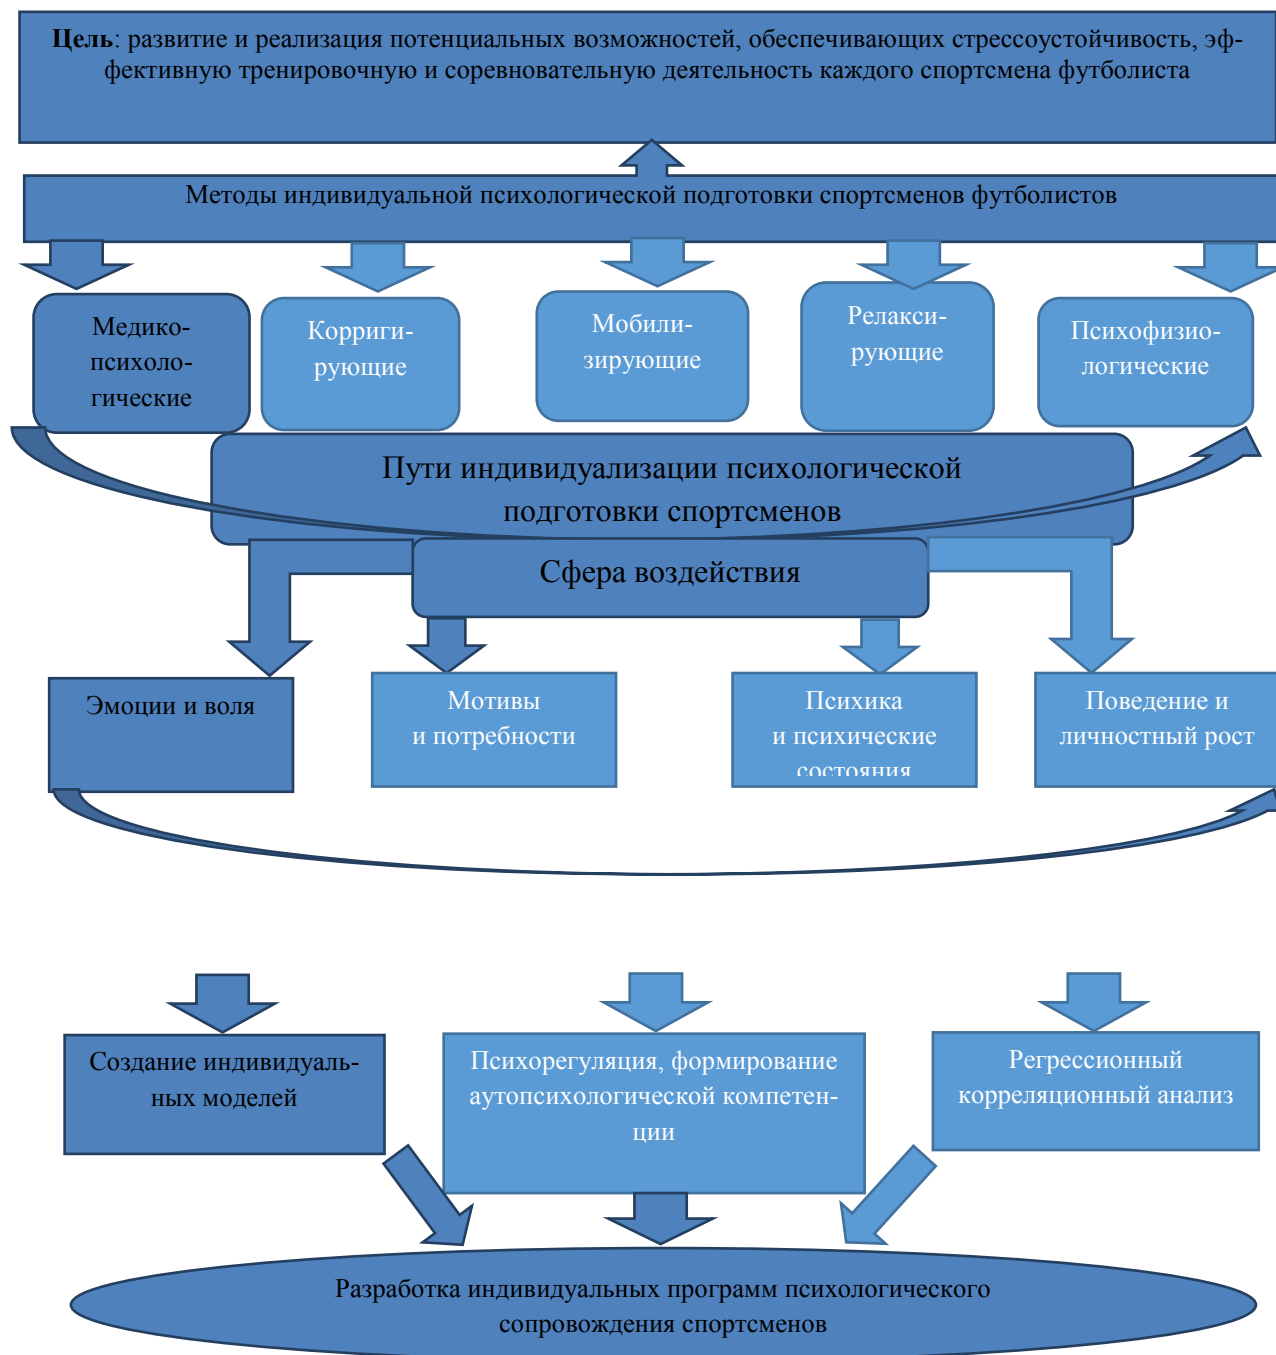 Цель: развитие и реализация потенциальных возможностей, обеспечивающих стрессоустойчивость, эф-
фективную тренировочную и соревновательную деятельность каждого спортсмена футболиста
Методы индивидуальной психологической подготовки спортсменов футболистов
Медико-
психоло-
гические
Корриги-
рующие
Мобили-
зирующие
Релакси-
рующие
Психофизио-
логические
Пути индивидуализации психологической
подготовки спортсменов
Сфера воздействия
Эмоции и воля
Мотивы
и потребности
Психика
и психические
состояния
Поведение и
личностный рост
Создание индивидуаль-
ных моделей
Психорегуляция, формирование
аутопсихологической компетен-
ции
Регрессионный
корреляционный анализ
Разработка индивидуальных программ психологического
сопровождения спортсменов